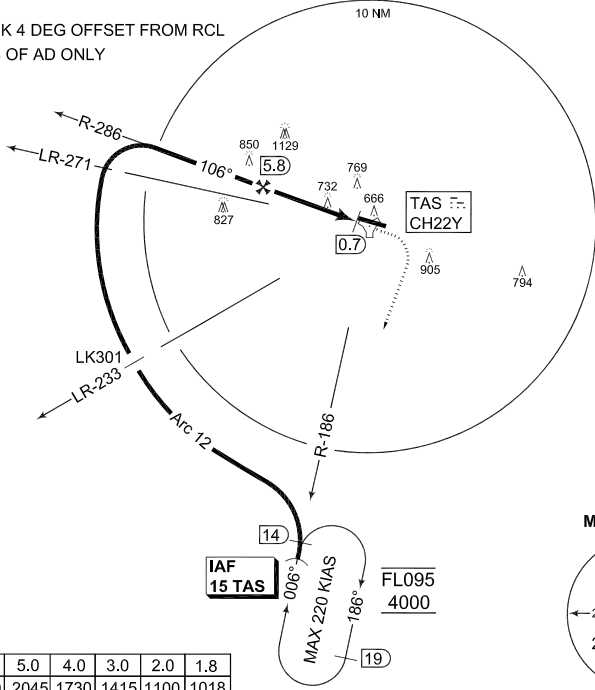 K 4 DEG OFFSET FROM RCL
OF AD ONLY
10 NM
R-286
LR-271
106°
850
1129
5.8
769
732
666
827
TAS
CH22Y
0.7
905
794
LK301
LR-233
Arc 12
R-186
14
IAF
15 TAS
006°
MAX 220 KIAS
186°
FL095
4000
19
M
2
2
5.0 4.0 3.0 2.0 1.8
2045 1730 1415 1100 1018